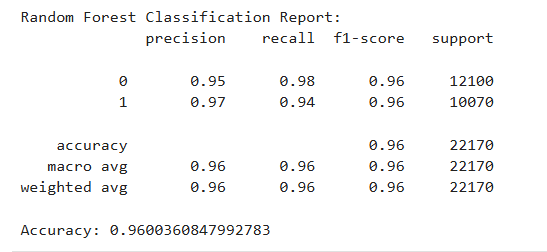 Random Forest Classification Report:
precision recall f1-score support
0 0.95 0.98 0.96 12100
1 0.97 0.94 0.96 10070
accuracy 0.96 22170
macro avg 0.96 0.96 0.96 22170
weighted avg 0.96 0.96 0.96 22170
Accuracy: 0.9600360847992783